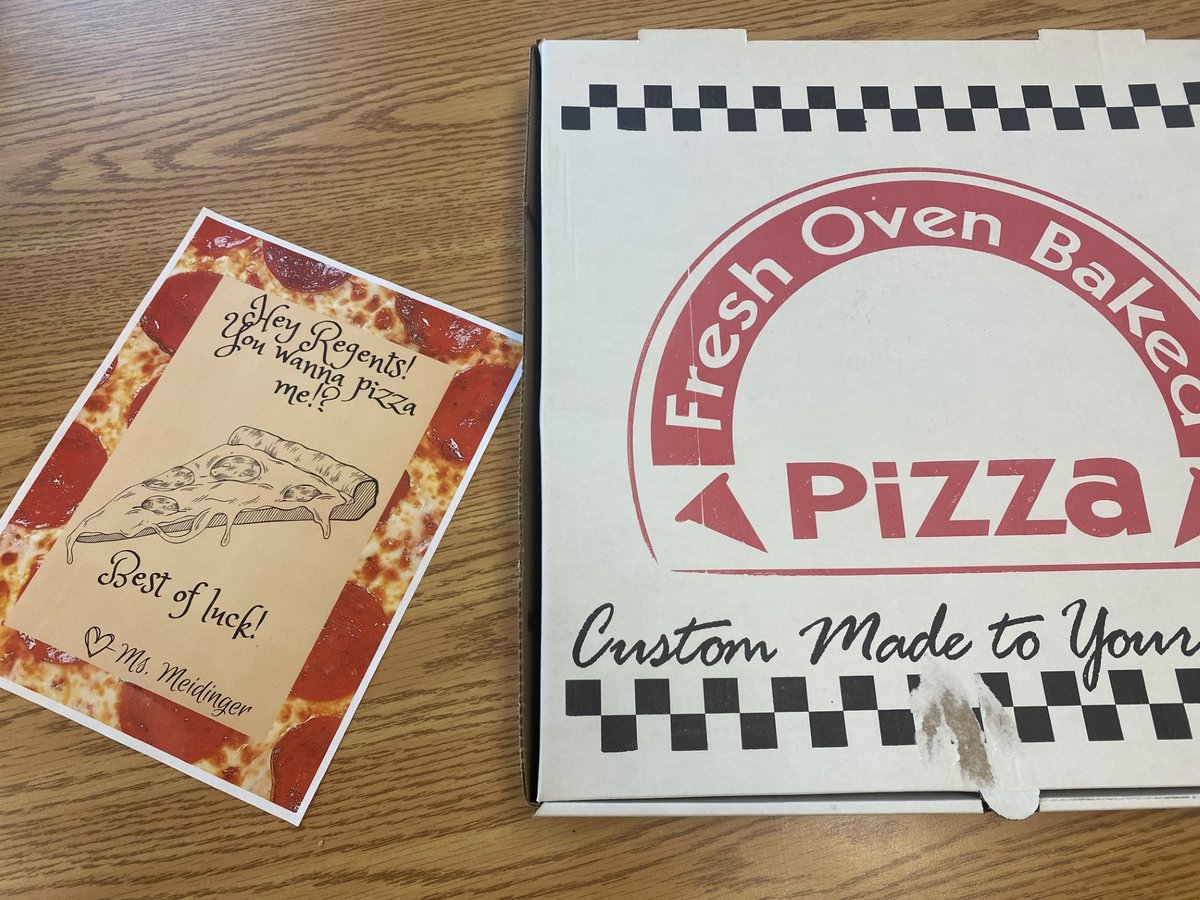 Hey Regents!
You wanna pizza
me!?
Best of luck!
Ms. Meidinger
Fresh Oven Baked
Pizza
Custom Made to Your